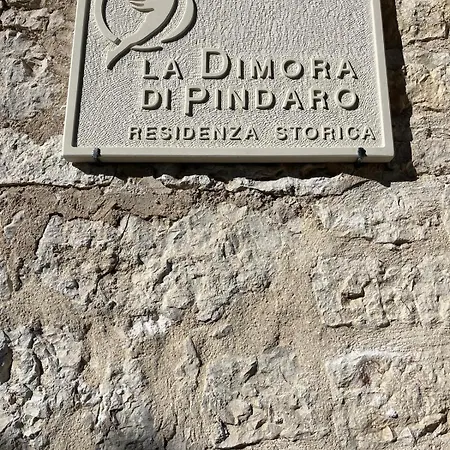 LA DIMORA
DI PINDARO
RESIDENZA STORICA